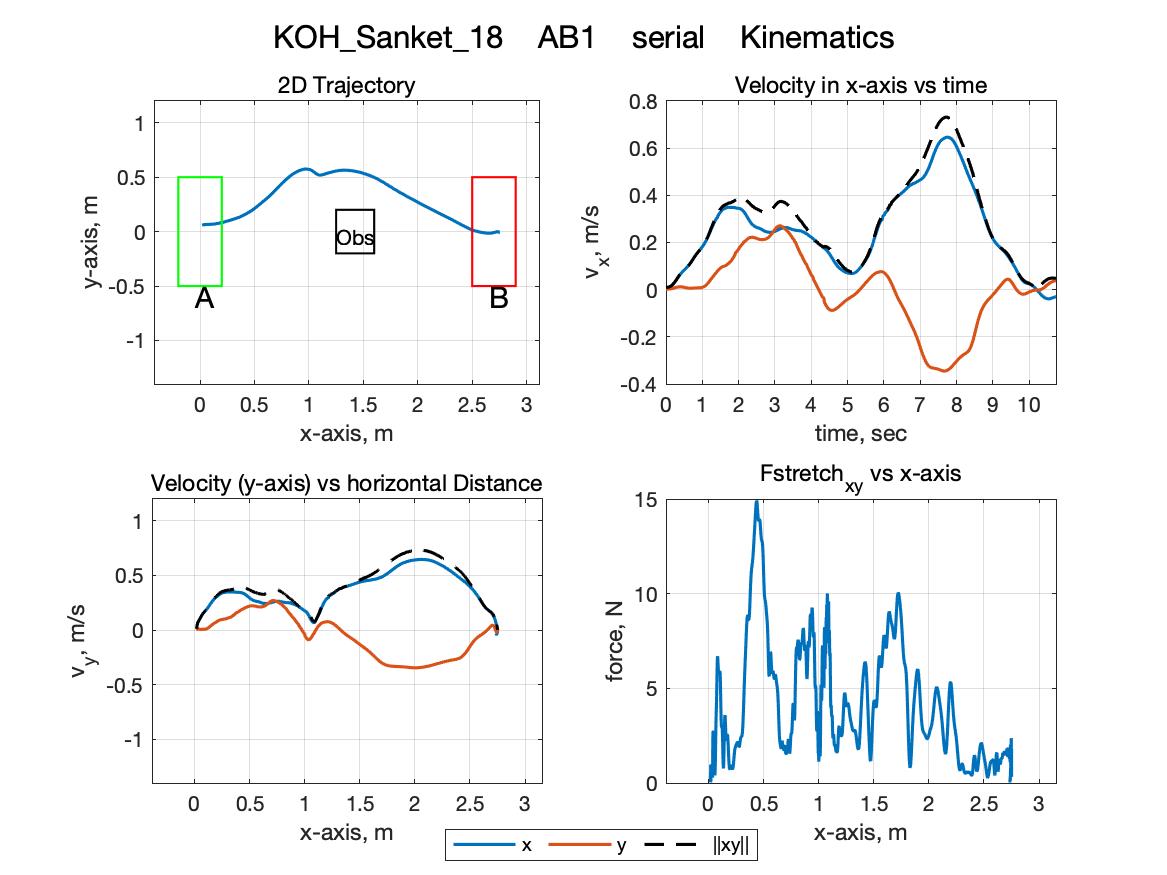 KOH_Sanket_18 AB1 serial Kinematics
2D Trajectory
1
0.5
0
-0.5
-1
y-axis, m
Obs
A
B
0 0.5 1 1.5 2 2.5 3
x-axis, m
Velocity in x-axis vs time
0.8
0.6
0.4
0.2
0
-0.2
-0.4
vx, m/s
0 1 2 3 4 5 6 7 8 9 10
time, sec
Velocity (y-axis) vs horizontal Distance
1
0.5
0
-0.5
-1
vy, m/s
0 0.5 1 1.5 2 2.5 3
x-axis, m
Fstretchxy vs x-axis
15
10
5
0
force, N
0 0.5 1 1.5 2 2.5 3
x-axis, m
x y ||xy||